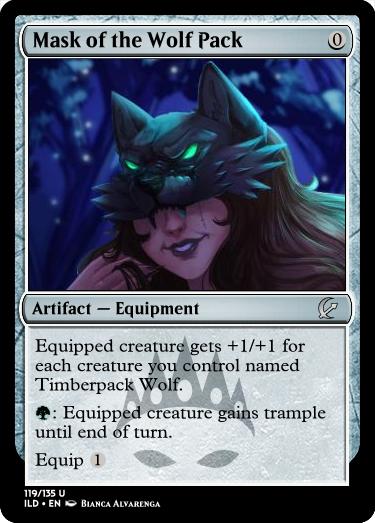 Mask of the Wolf Pack 0
Artifact — Equipment
Equipped creature gets +1/+1 for
each creature you control named
Timberpack Wolf.
: Equipped creature gains trample
until end of turn.
Equip 1
119/135 U
ILD • EN Bianca Alvarenga